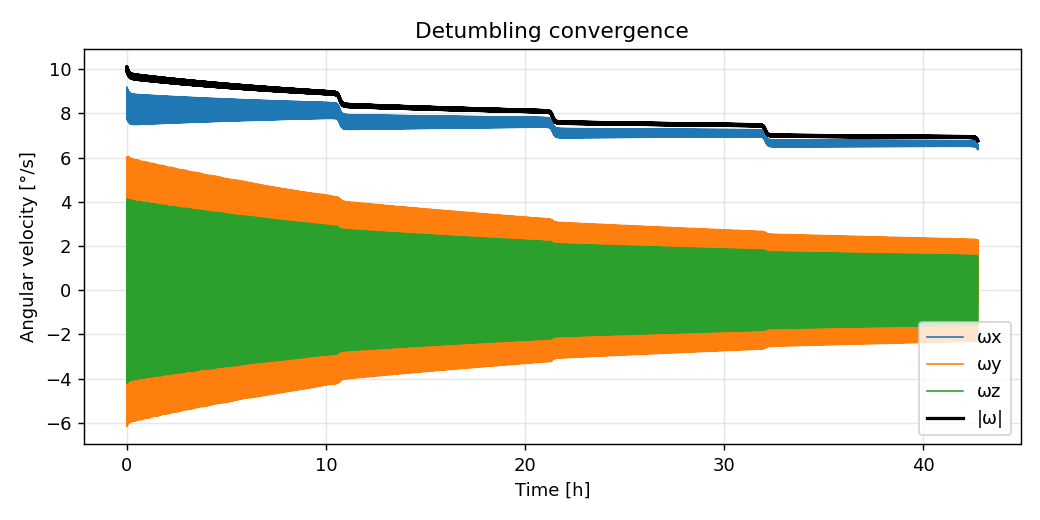 Detumbling convergence
Angular velocity [°/s]
10
8
6
4
2
0
−2
−4
−6
0
10
20
30
40
Time [h]
ωx
ωy
ωz
|ω|